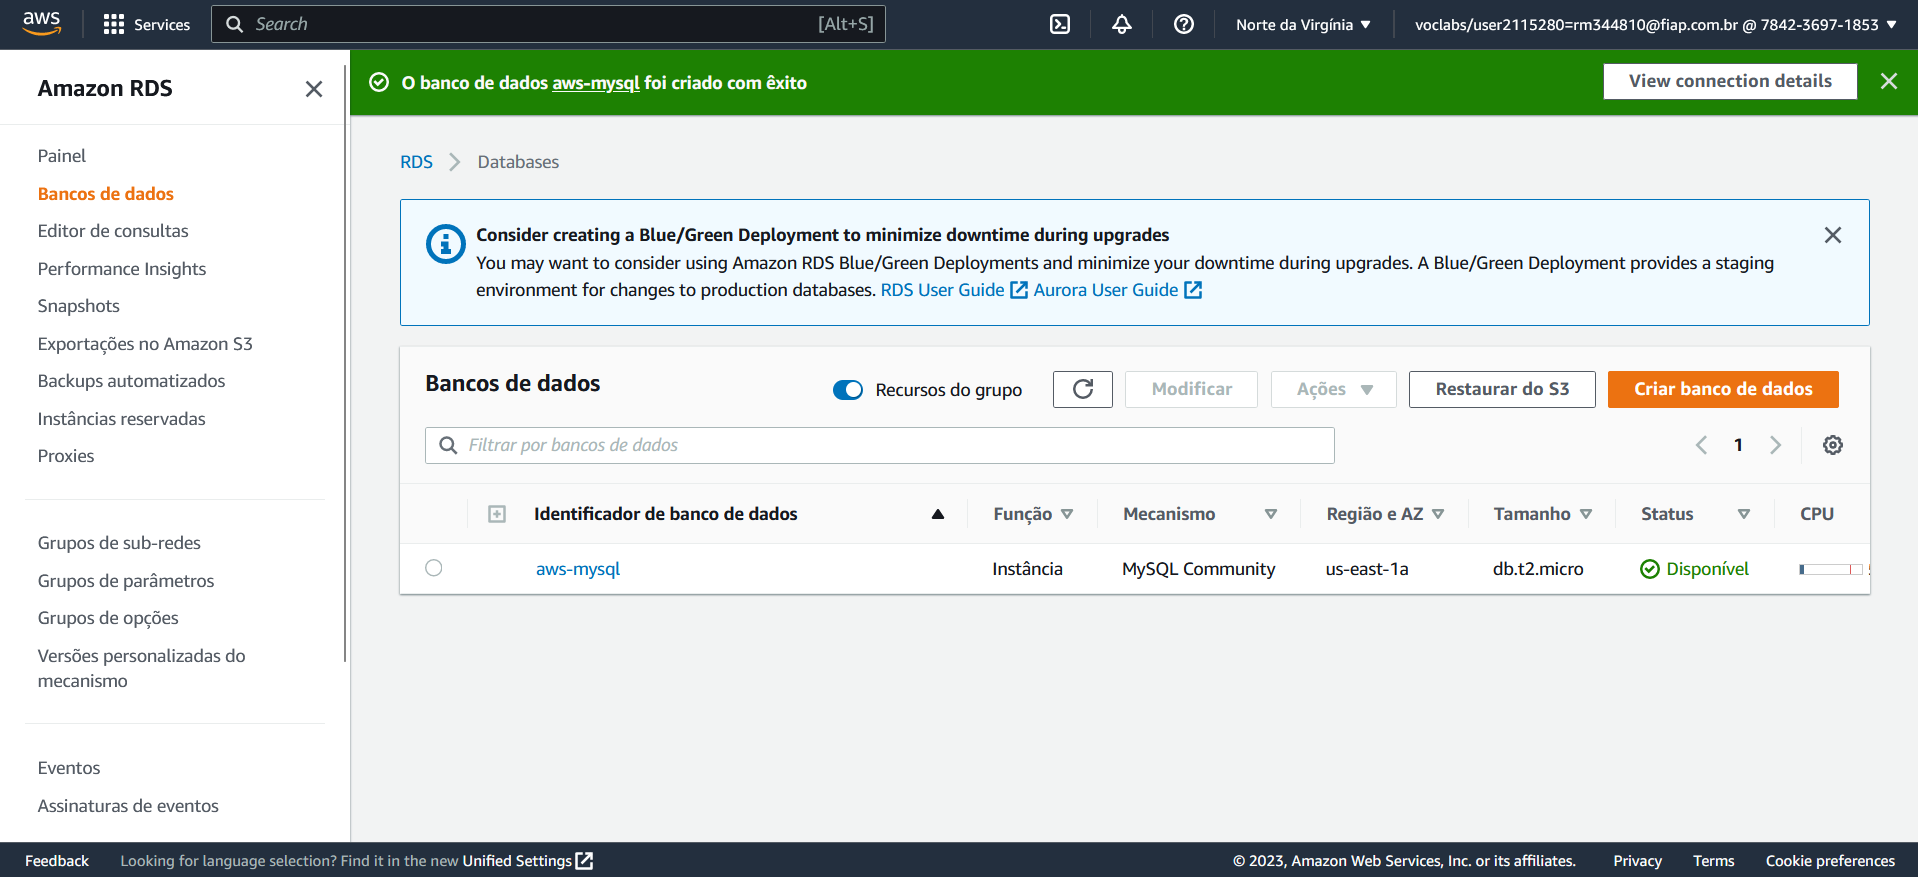 aws
Services
Search
[Alt+S]
Norte da Virgínia
voclabs/user2115280=rm344810@fiap.com.br @ 7842-3697-1853
Amazon RDS
Painel
Bancos de dados
Editor de consultas
Performance Insights
Snapshots
Exportações no Amazon S3
Backups automatizados
Instâncias reservadas
Proxies
Grupos de sub-redes
Grupos de parâmetros
Grupos de opções
Versões personalizadas do
mecanismo
Eventos
Assinaturas de eventos
O banco de dados aws-mysql foi criado com êxito
View connection details
RDS
Databases
Consider creating a Blue/Green Deployment to minimize downtime during upgrades
You may want to consider using Amazon RDS Blue/Green Deployments and minimize your downtime during upgrades. A Blue/Green Deployment provides a staging
environment for changes to production databases. RDS User Guide Aurora User Guide
Bancos de dados
Recursos do grupo
Modificar
Ações
Restaurar do S3
Criar banco de dados
Filtrar por bancos de dados
1
Identificador de banco de dados
Função
Mecanismo
Região e AZ
Tamanho
Status
CPU
aws-mysql
Instância
MySQL Community
us-east-1a
db.t2.micro
Disponível
Feedback
Looking for language selection? Find it in the new Unified Settings
© 2023, Amazon Web Services, Inc. or its affiliates.
Privacy
Terms
Cookie preferences